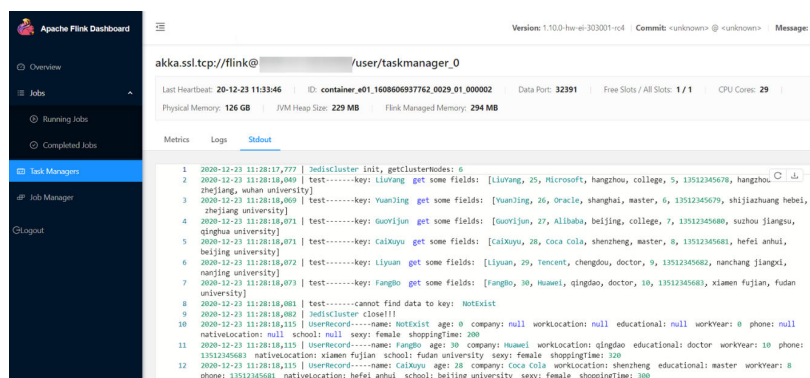 Apache Flink Dashboard
Version: 1.10.0-hw-ei-303001-rc4 Commit: <unknown> @ <unknown> Message:
Overview
Jobs
Running Jobs
Completed Jobs
Task Managers
Job Manager
Logout
akka.ssl.tcp://flink@ /user/taskmanager_0
Last Heartbeat: 20-12-23 11:33:46 ID: container_e01_1608606937762_0029_01_000002 Data Port: 32391 Free Slots / All Slots: 1 / 1 CPU Cores: 29
Physical Memory: 126 GB JVM Heap Size: 229 MB Flink Managed Memory: 294 MB
Metrics Logs Stdout
1 2020-12-23 11:28:17,777 | JedisCluster init, getClusterNodes: 6
2 2020-12-23 11:28:18,049 | test-------key: LiuYang get some fields: [LiuYang, 25, Microsoft, hangzhou, college, 5, 13512345678, hangzhou
zhejiang, wuhan university]
3 2020-12-23 11:28:18,069 | test-------key: YuanJing get some fields: [YuanJing, 26, Oracle, shanghai, master, 6, 13512345679, shijiazhuang hebei,
zhejiang university]
4 2020-12-23 11:28:18,071 | test-------key: GuoYijun get some fields: [GuoYijun, 27, Alibaba, beijing, college, 7, 13512345680, suzhou jiangsu,
qinghua university]
5 2020-12-23 11:28:18,071 | test-------key: CaiXuyu get some fields: [CaiXuyu, 28, Coca Cola, shenzheng, master, 8, 13512345681, hefei anhui,
beijing university]
6 2020-12-23 11:28:18,072 | test-------key: Liyuan get some fields: [Liyuan, 29, Tencent, chengdou, doctor, 9, 13512345682, nanchang jiangxi,
nanjing university]
7 2020-12-23 11:28:18,073 | test-------key: FangBo get some fields: [FangBo, 30, Huawei, qingdao, doctor, 10, 13512345683, xiamen fujian, fudan
university]
8 2020-12-23 11:28:18,081 | test-------cannot find data to key: NotExist
9 2020-12-23 11:28:18,082 | JedisCluster close!!!
10 2020-12-23 11:28:18,115 | UserRecord-----name: NotExist age: 0 company: null workLocation: null educational: null workYear: 0 phone: null
nativeLocation: null school: null sexy: female shoppingTime: 200
11 2020-12-23 11:28:18,115 | UserRecord-----name: FangBo age: 30 company: Huawei workLocation: qingdao educational: doctor workYear: 10 phone:
13512345683 nativeLocation: xiamen fujian school: fudan university sexy: female shoppingTime: 320
12 2020-12-23 11:28:18,115 | UserRecord-----name: CaiXuyu age: 28 company: Coca Cola workLocation: shenzheng educational: master workYear: 8
phone: 13512345681 nativeLocation: hefei anhui school: beijing university sexy: female shoppingTime: 300